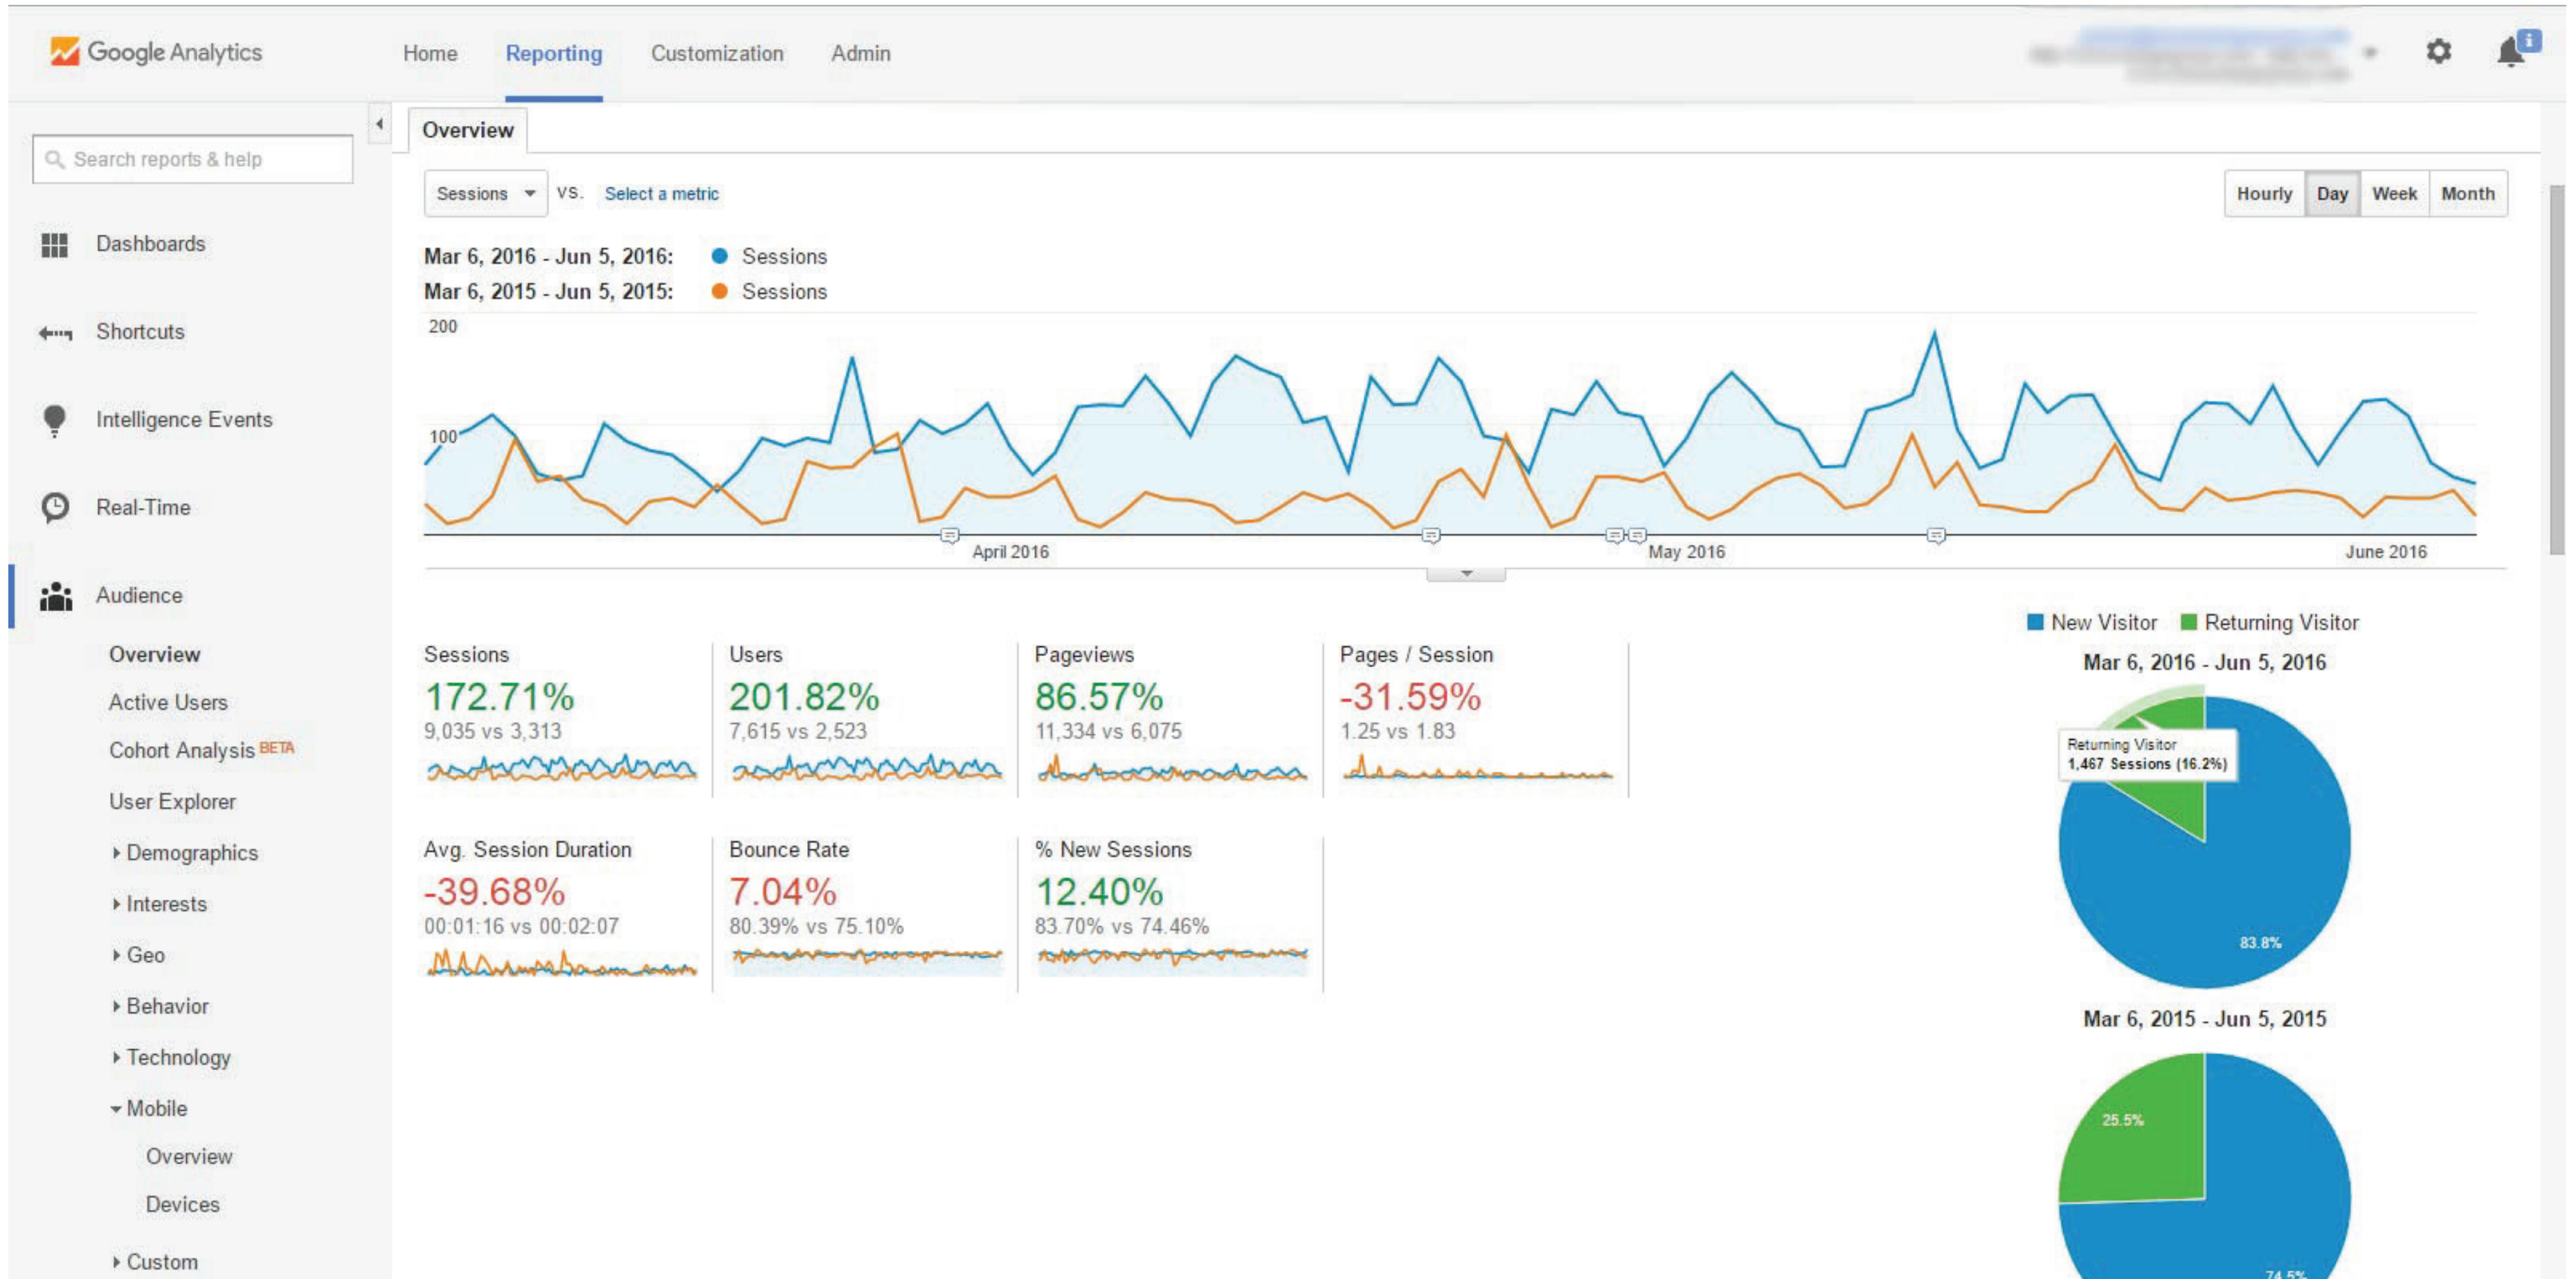 Google Analytics
Home Reporting Customization Admin
i
Search reports & help
Dashboards
Shortcuts
Intelligence Events
Real-Time
Audience
Overview
Active Users
Cohort Analysis BETA
User Explorer
Demographics
Interests
Geo
Behavior
Technology
Mobile
Overview
Devices
Custom
Overview
Sessions VS. Select a metric
Hourly Day Week Month
Mar 6, 2016 - Jun 5, 2016: Sessions
Mar 6, 2015 - Jun 5, 2015: Sessions
200
100
April 2016 May 2016 June 2016
Sessions
172.71%
9,035 vs 3,313
Users
201.82%
7,615 vs 2,523
Pageviews
86.57%
11,334 vs 6,075
Pages / Session
-31.59%
1.25 vs 1.83
Avg. Session Duration
-39.68%
00:01:16 vs 00:02:07
Bounce Rate
7.04%
80.39% vs 75.10%
% New Sessions
12.40%
83.70% vs 74.46%
New Visitor Returning Visitor
Mar 6, 2016 - Jun 5, 2016
Returning Visitor
1,467 Sessions (16.2%)
83.8%
Mar 6, 2015 - Jun 5, 2015
25.5%
74.5%